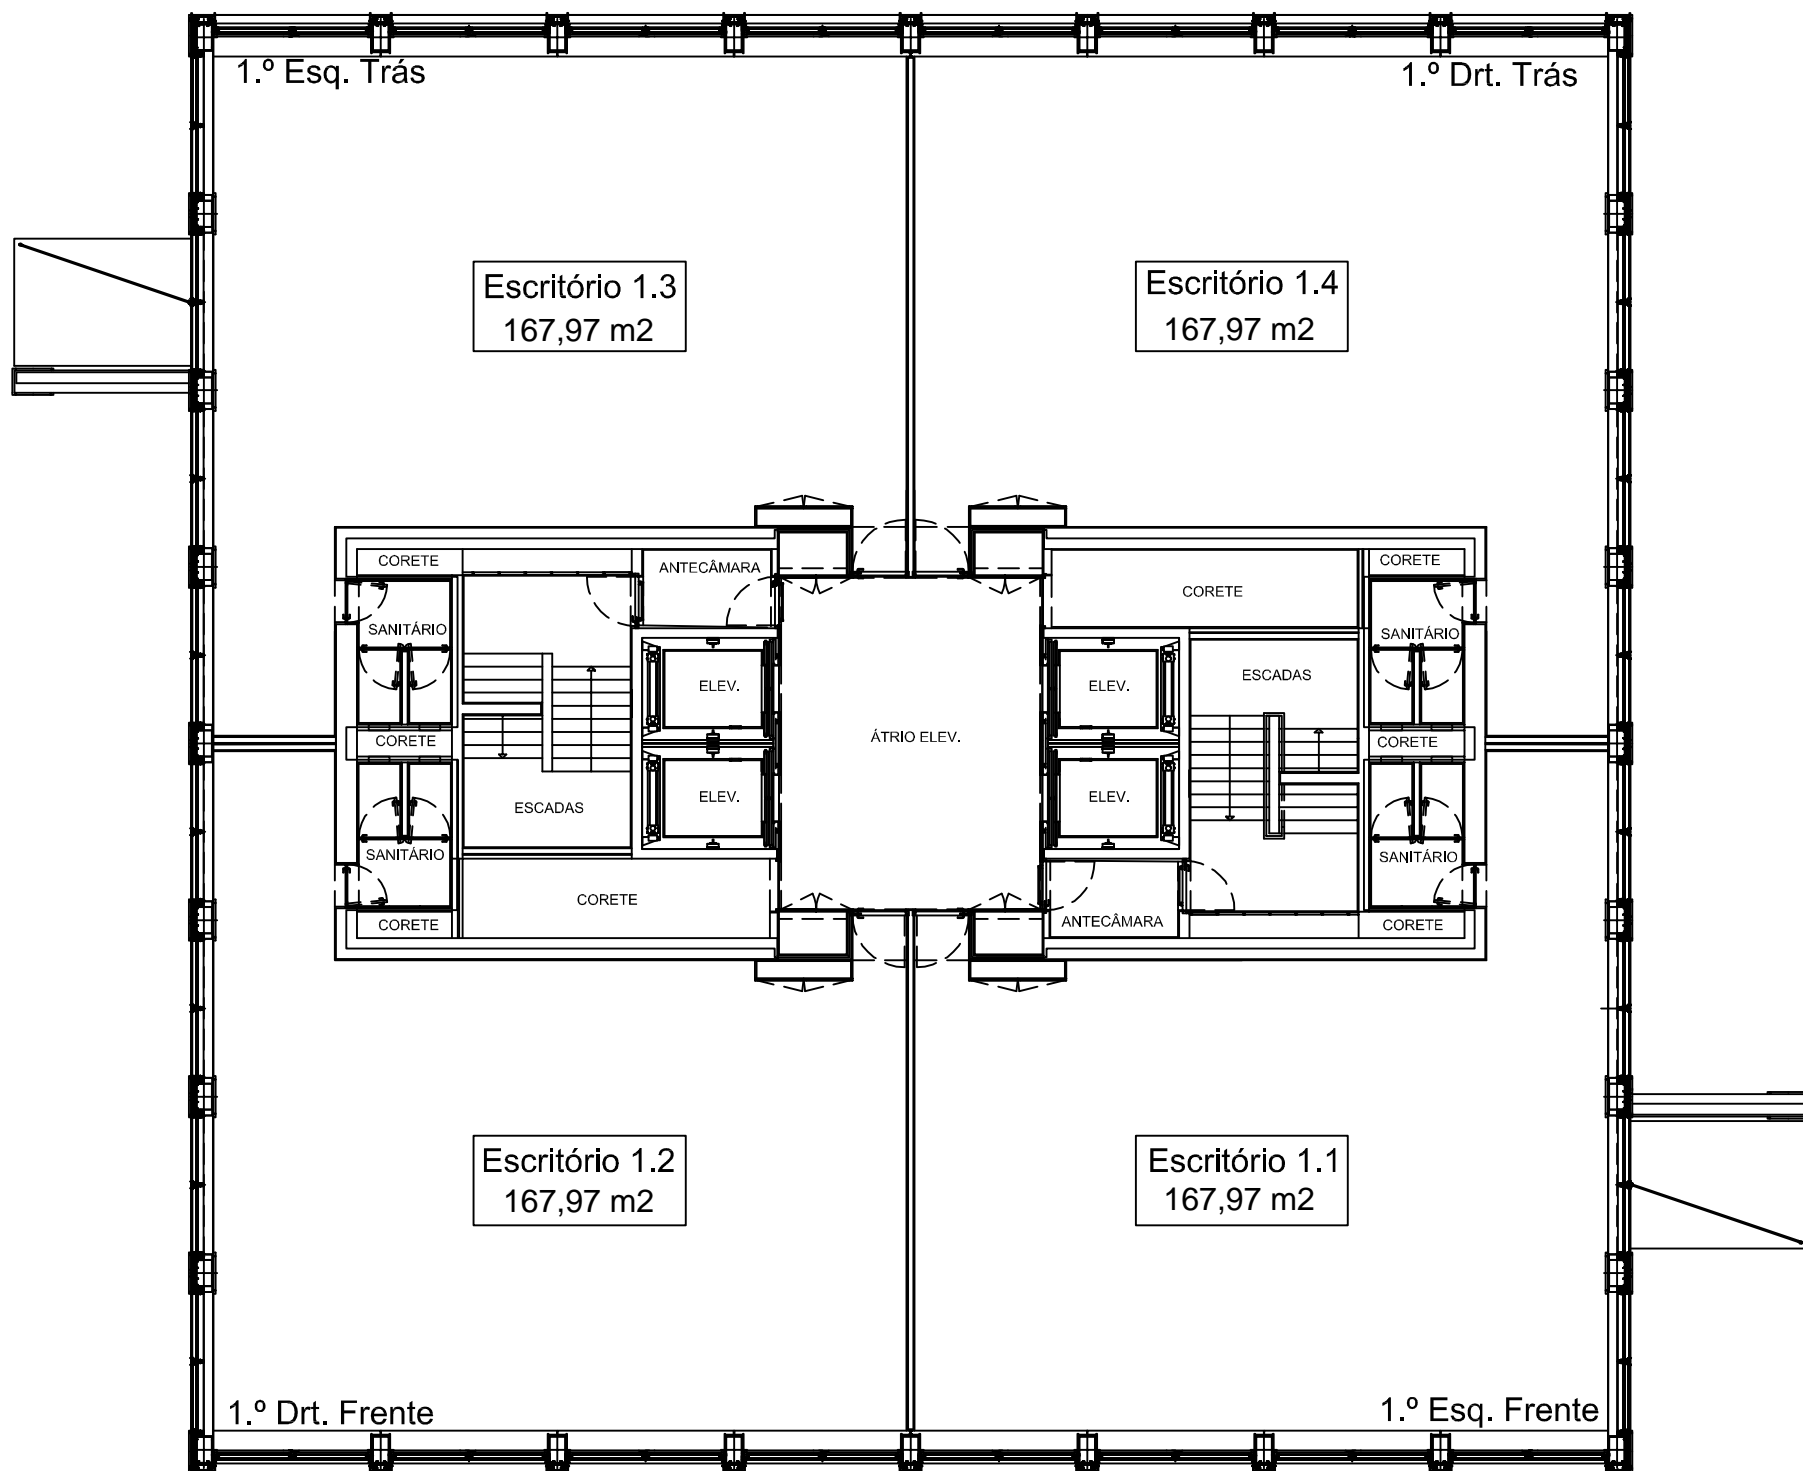 1.º Esq. Trás
1.º Drt. Trás
Escritório 1.3
167,97 m2
Escritório 1.4
167,97 m2
CORETE
ANTECÂMARA
CORETE
CORETE
SANITÁRIO
SANITÁRIO
ELEV.
ELEV.
ESCADAS
CORETE
ÁTRIO ELEV.
CORETE
ESCADAS
ELEV.
ELEV.
SANITÁRIO
SANITÁRIO
CORETE
CORETE
ANTECÂMARA
CORETE
Escritório 1.2
167,97 m2
Escritório 1.1
167,97 m2
1.º Drt. Frente
1.º Esq. Frente